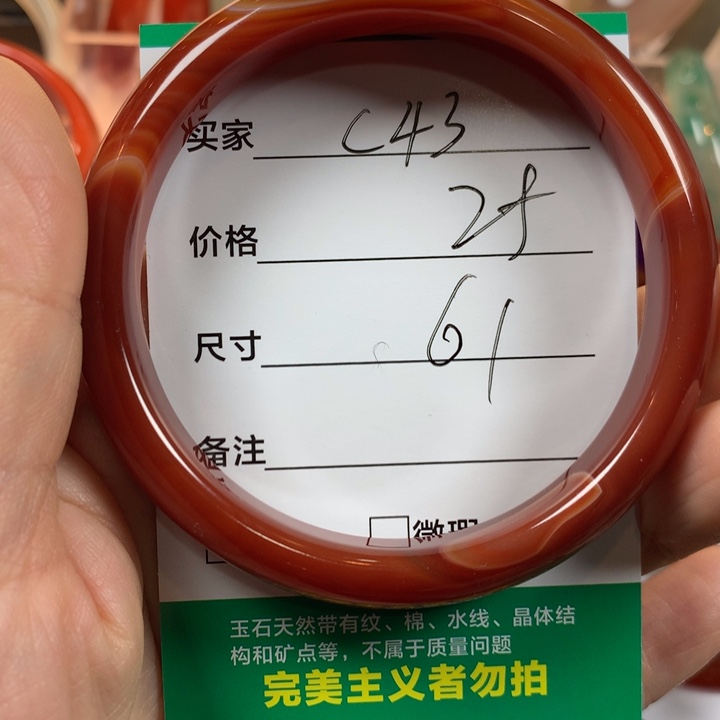 买家 C43
价格
尺寸 61
备注
微瑕
玉石天然带有纹、棉、水线、晶体结
构和矿点等，不属于质量问题
完美主义者勿拍